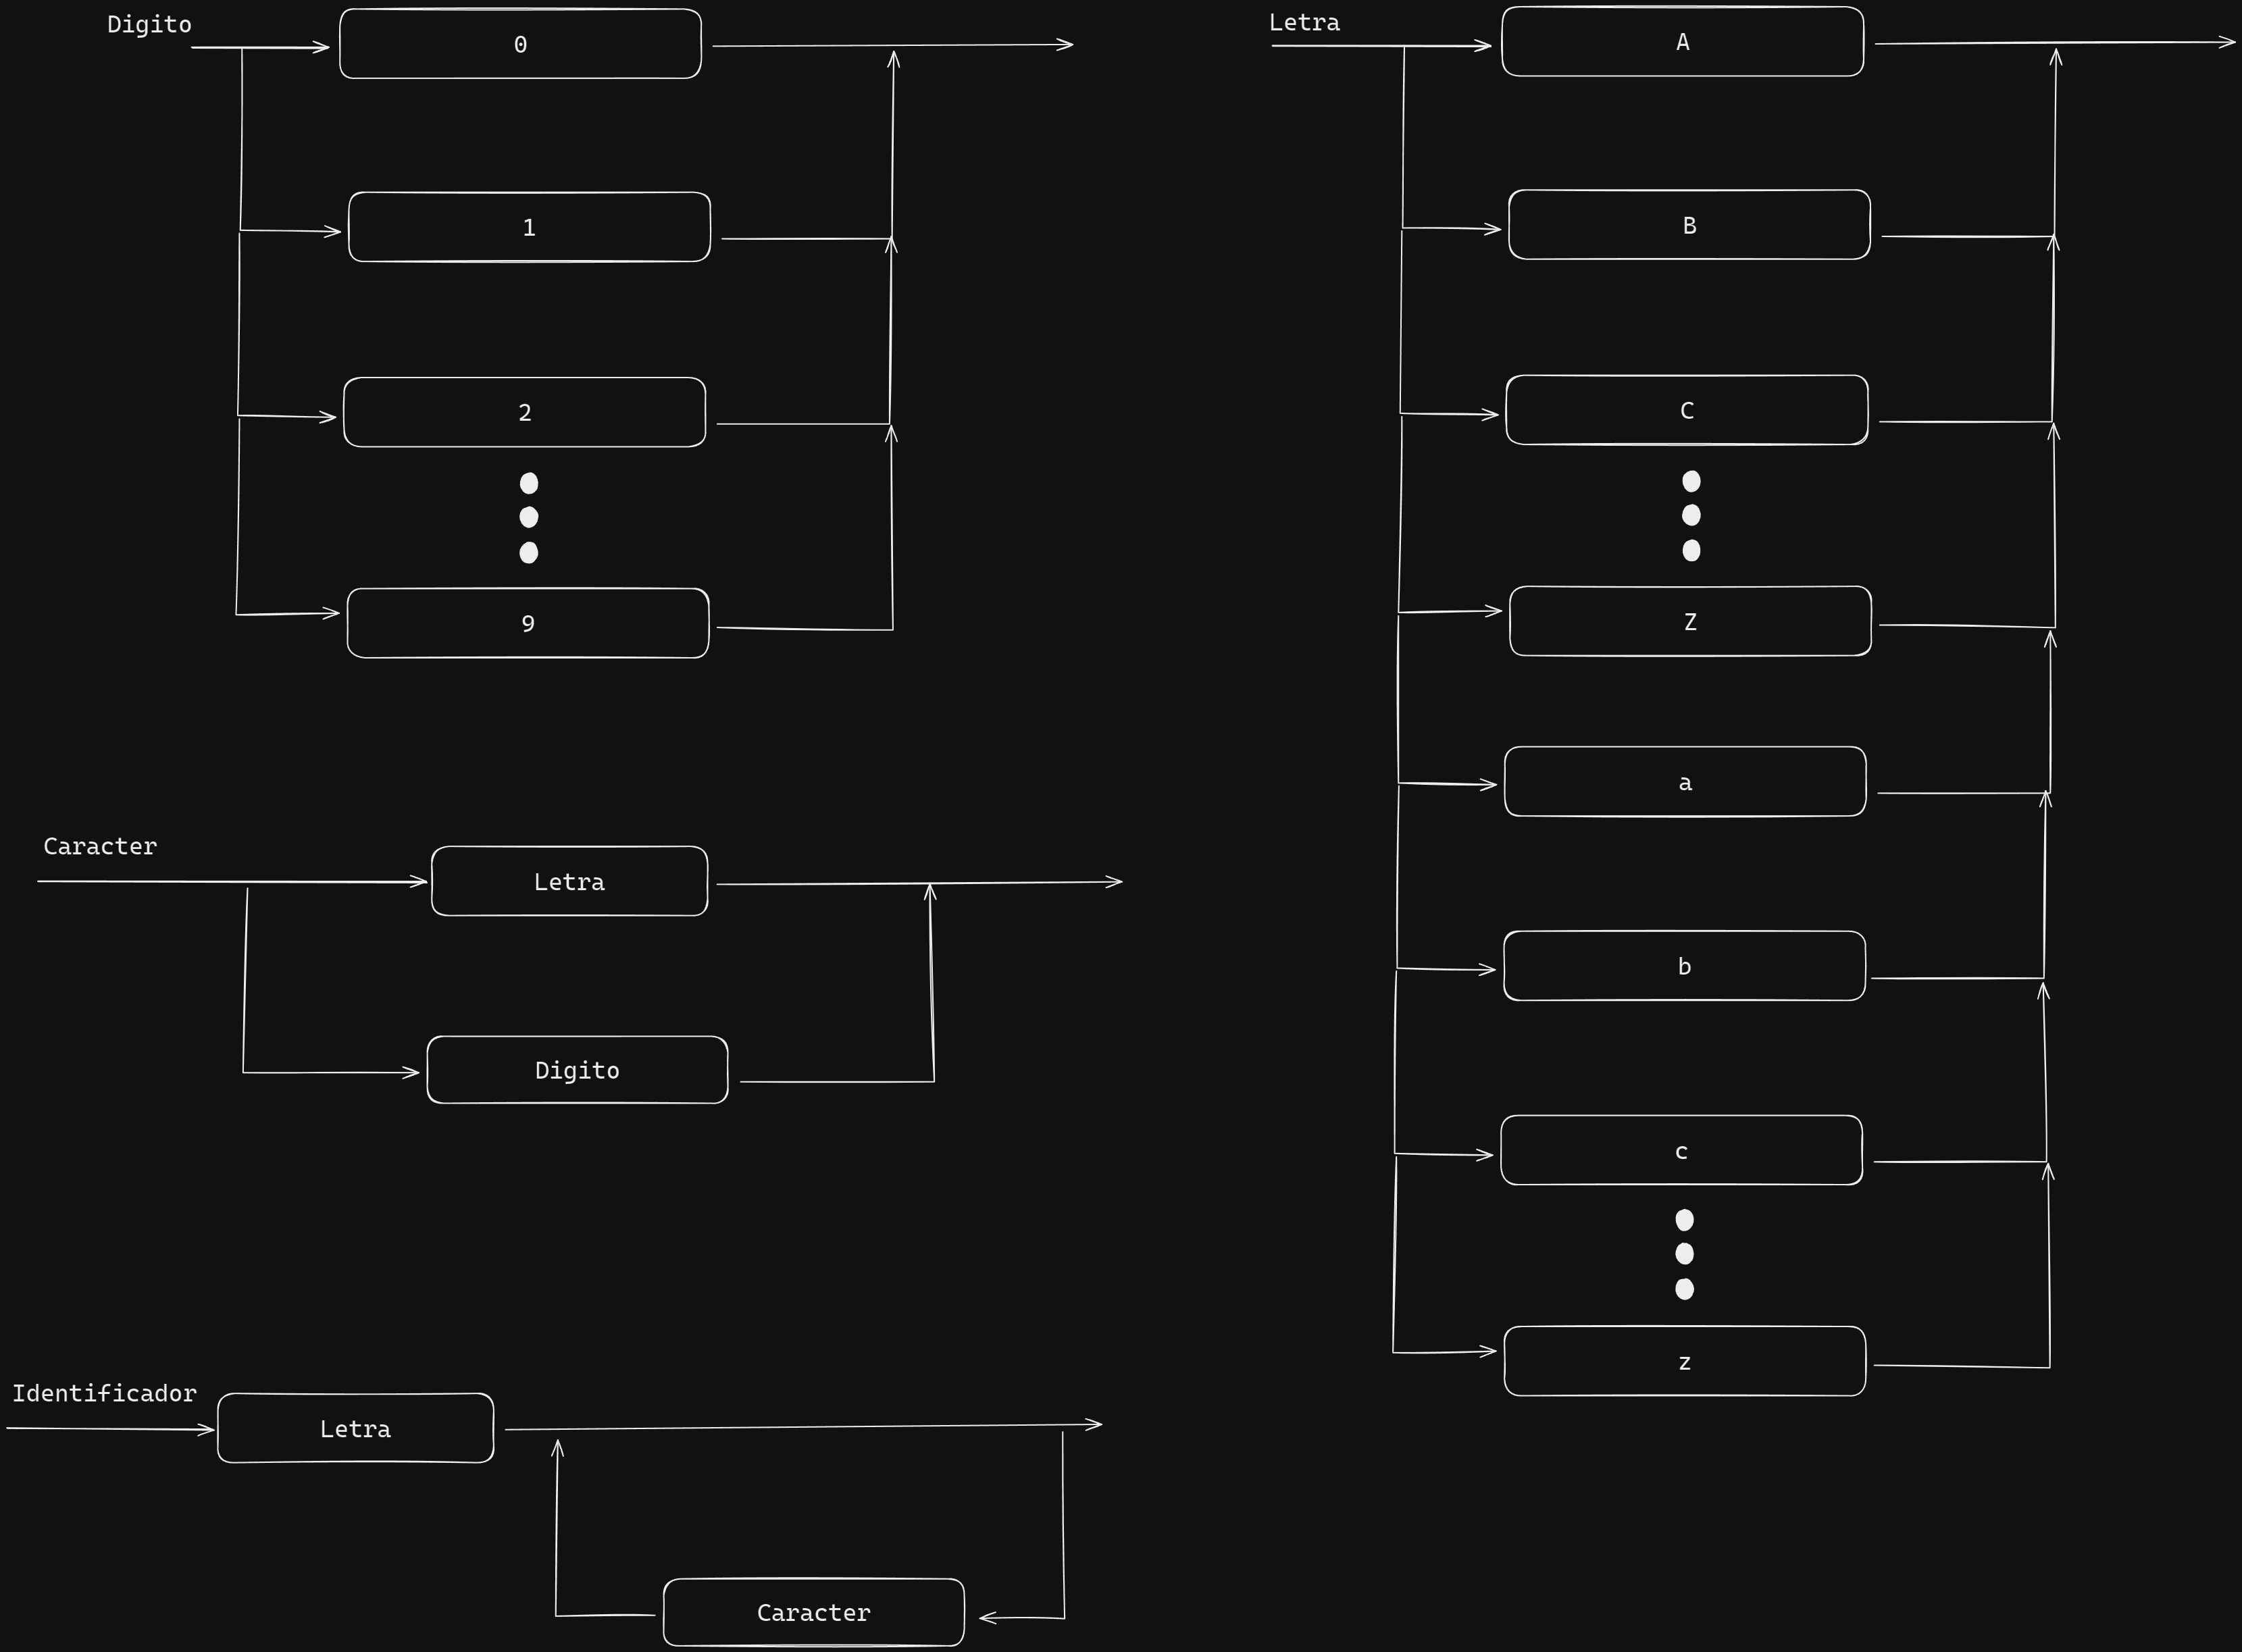 Digito
0
1
2
9
Caracter
Letra
Digito
Identificador
Letra
Caracter
Letra
A
B
C
Z
a
b
c
z